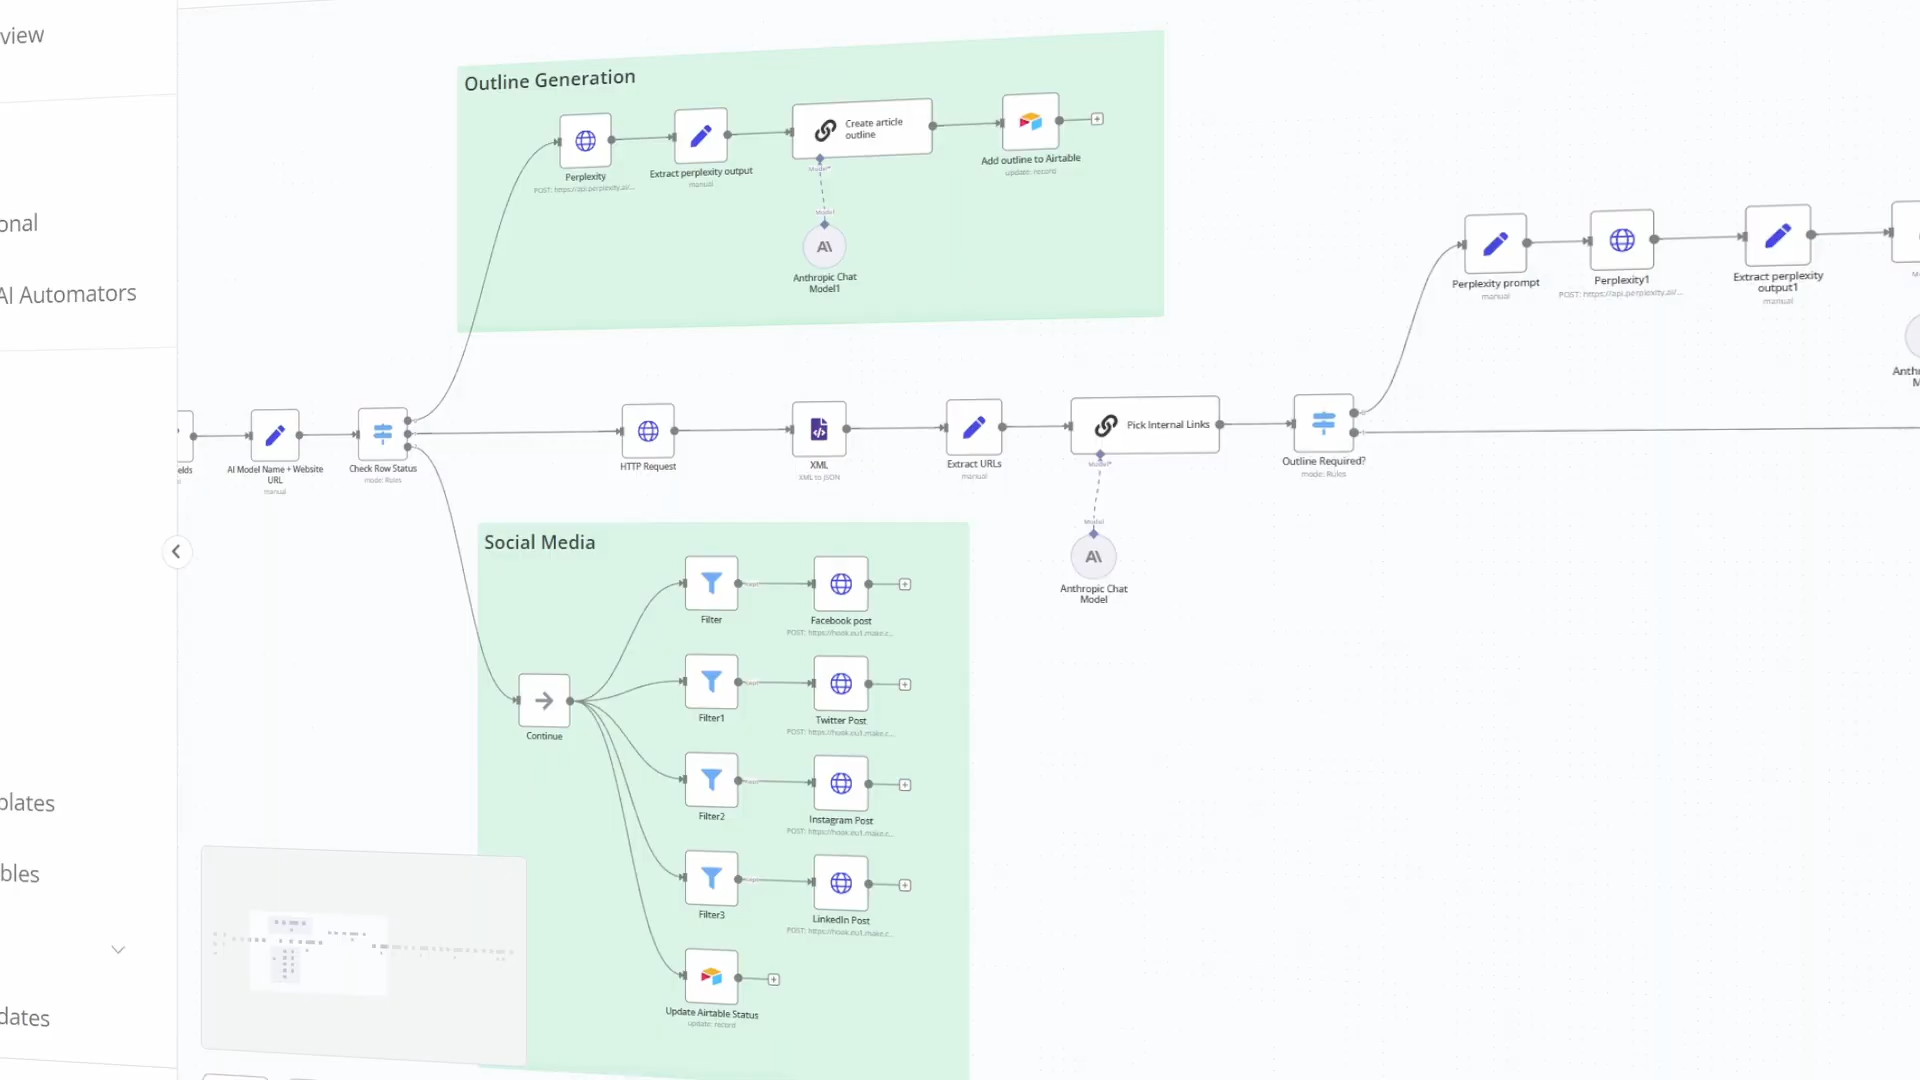 view
onal
AI Automators
plates
bles
dates
Outline Generation
Perplexity
POST: https://api.perplexity.ai/...
Extract perplexity output
manual
Create article
outline
Model*
Model
Anthropic Chat
Model1
Add outline to Airtable
update: record
elds
AI Model Name + Website
URL
manual
Check Row Status
mode: Rules
HTTP Request
XML
XML to JSON
Extract URLs
manual
Pick Internal Links
Model*
Model
Anthropic Chat
Model
Outline Required?
mode: Rules
Perplexity prompt
manual
Perplexity1
POST: https://api.perplexity.ai/...
Extract perplexity
output1
manual
Anthr
M
Social Media
Continue
Filter
Facebook post
POST: https://hook.eu1.make.c...
Filter1
Twitter Post
POST: https://hook.eu1.make.c...
Filter2
Instagram Post
POST: https://hook.eu1.make.c...
Filter3
LinkedIn Post
POST: https://hook.eu1.make.c...
Update Airtable Status
update: record